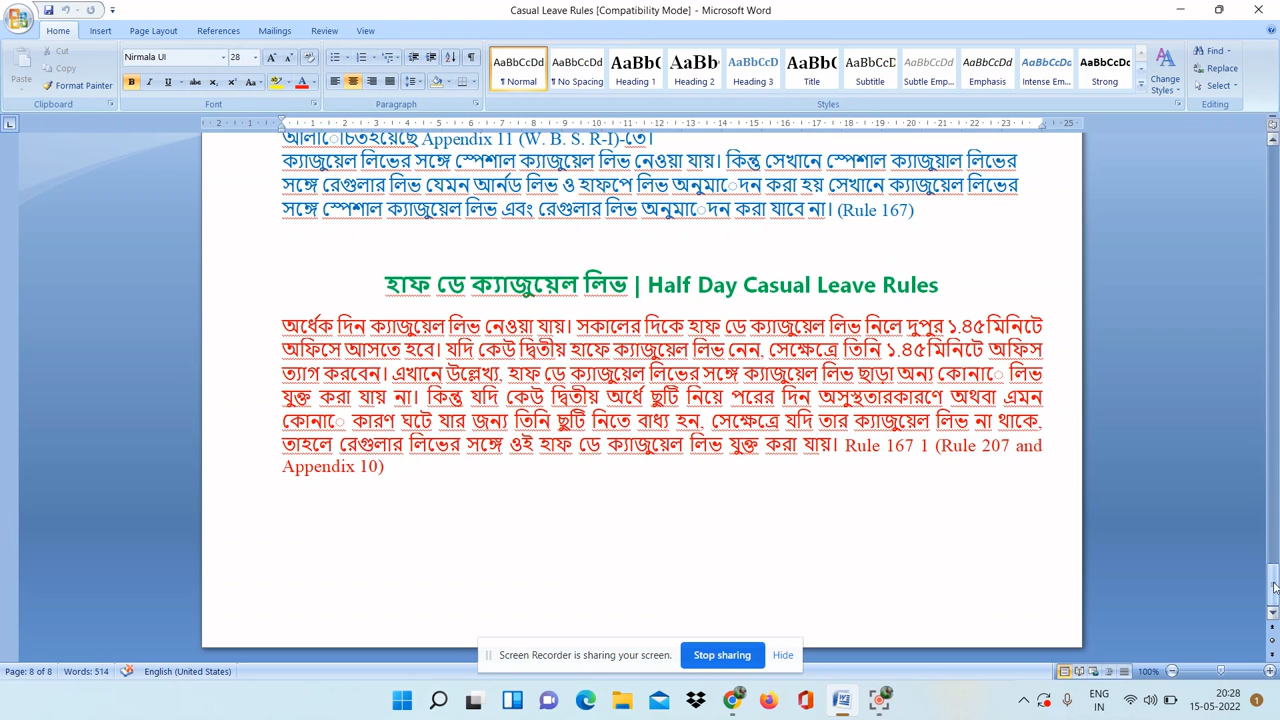 Casual Leave Rules [Compatibility Mode] - Microsoft Word
Home Insert Page Layout References Mailings Review View
Paste Cut Copy Format Painter Clipboard
Nirmala UI 28 Font
Paragraph
AaBbCcDd AaBbCcDd AaBbC AaBbC AaBbCcD AaBbC AaBbCcL AaBbCcDd AaBbCcDd AaBbCcDd AaBbCcDc
¶ Normal ¶ No Spacing Heading 1 Heading 2 Heading 3 Title Subtitle Subtle Emp... Emphasis Intense Em... Strong
Change Styles Styles
Find Replace Select Editing
Appendix 11 (W. B. S. R-I)-তে।
ক্যাজুয়েল লিভের সঙ্গে স্পেশাল ক্যাজুয়েল লিভ নেওয়া যায়। কিন্তু সেখানে স্পেশাল ক্যাজুয়াল লিভের
সঙ্গে রেগুলার লিভ যেমন আর্নড লিভ ও হাফপে লিভ অনুমাোদন করা হয় সেখানে ক্যাজুয়েল লিভের
সঙ্গে স্পেশাল ক্যাজুয়েল লিভ এবং রেগুলার লিভ অনুমাোদন করা যাবে না। (Rule 167)
হাফ ডে ক্যাজুয়েল লিভ | Half Day Casual Leave Rules
অর্ধেক দিন ক্যাজুয়েল লিভ নেওয়া যায়। সকালের দিকে হাফ ডে ক্যাজুয়েল লিভ নিলে দুপুর ১.৪৫মিনিটে
অফিসে আসতে হবে। যদি কেউ দ্বিতীয় হাফে ক্যাজুয়েল লিভ নেন, সেক্ষেত্রে তিনি ১.৪৫মিনিটে অফিস
ত্যাগ করবেন। এখানে উল্লেখ্য, হাফ ডে ক্যাজুয়েল লিভের সঙ্গে ক্যাজুয়েল লিভ ছাড়া অন্য কোনাো লিভ
যুক্ত করা যায় না। কিন্তু যদি কেউ দ্বিতীয় অর্ধে ছুটি নিয়ে পরের দিন অসুস্থতারকারণে অথবা এমন
কোনাো কারণ ঘটে যার জন্য তিনি ছুটি নিতে বাধ্য হন, সেক্ষেত্রে যদি তার ক্যাজুয়েল লিভ না থাকে,
তাহলে রেগুলার লিভের সঙ্গে ওই হাফ ডে ক্যাজুয়েল লিভ যুক্ত করা যায়। Rule 167 1 (Rule 207 and
Appendix 10)
Screen Recorder is sharing your screen. Stop sharing Hide
Page: 8 of 8 Words: 514 English (United States) 100%
ENG IN 20:28 15-05-2022